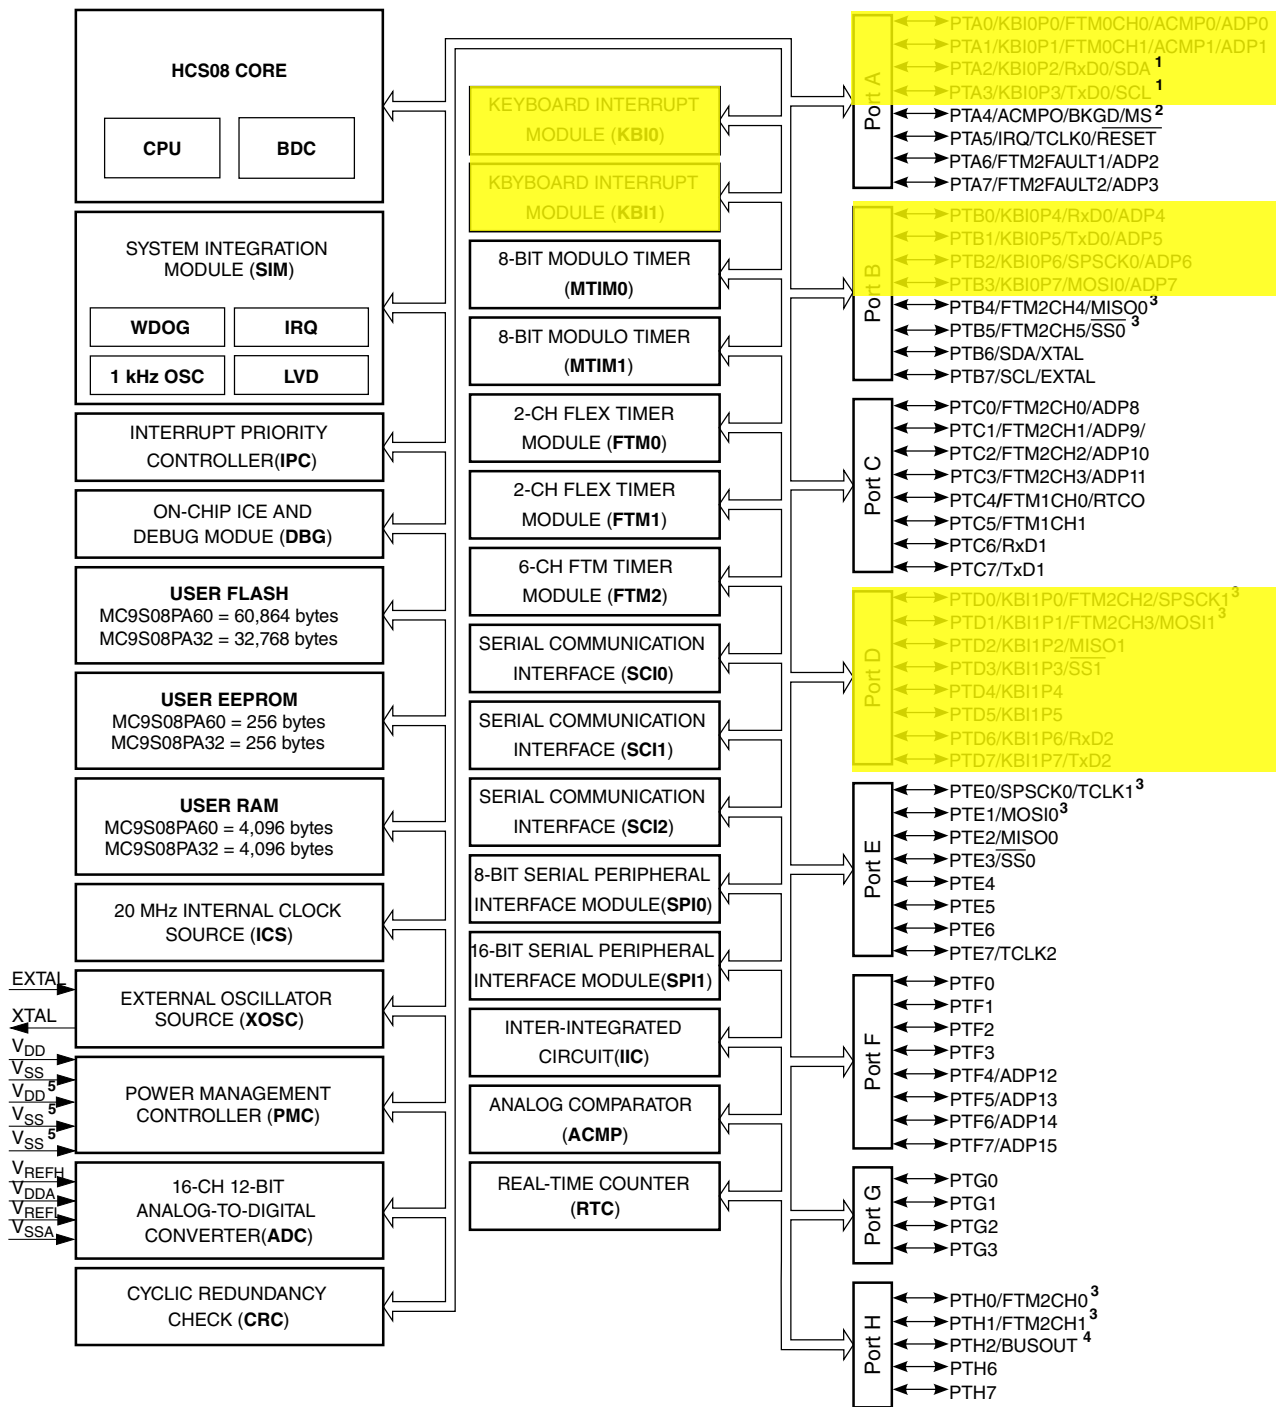 HCS08 CORE
CPU
BDC
SYSTEM INTEGRATION
MODULE (SIM)
WDOG
IRQ
1 kHz OSC
LVD
INTERRUPT PRIORITY
CONTROLLER(IPC)
ON-CHIP ICE AND
DEBUG MODUE (DBG)
USER FLASH
MC9S08PA60 = 60,864 bytes
MC9S08PA32 = 32,768 bytes
USER EEPROM
MC9S08PA60 = 256 bytes
MC9S08PA32 = 256 bytes
USER RAM
MC9S08PA60 = 4,096 bytes
MC9S08PA32 = 4,096 bytes
20 MHz INTERNAL CLOCK
SOURCE (ICS)
EXTAL
XTAL
EXTERNAL OSCILLATOR
SOURCE (XOSC)
VDD
VSS
VDD 5
VSS 5
VSS 5
POWER MANAGEMENT
CONTROLLER (PMC)
VREFH
VDDA
VREFL
VSSA
16-CH 12-BIT
ANALOG-TO-DIGITAL
CONVERTER(ADC)
CYCLIC REDUNDANCY
CHECK (CRC)
KEYBOARD INTERRUPT
MODULE (KBI0)
KBYBOARD INTERRUPT
MODULE (KBI1)
8-BIT MODULO TIMER
(MTIM0)
8-BIT MODULO TIMER
(MTIM1)
2-CH FLEX TIMER
MODULE (FTM0)
2-CH FLEX TIMER
MODULE (FTM1)
6-CH FTM TIMER
MODULE (FTM2)
SERIAL COMMUNICATION
INTERFACE (SCI0)
SERIAL COMMUNICATION
INTERFACE (SCI1)
SERIAL COMMUNICATION
INTERFACE (SCI2)
8-BIT SERIAL PERIPHERAL
INTERFACE MODULE(SPI0)
16-BIT SERIAL PERIPHERAL
INTERFACE MODULE(SPI1)
INTER-INTEGRATED
CIRCUIT(IIC)
ANALOG COMPARATOR
(ACMP)
REAL-TIME COUNTER
(RTC)
Port A
PTA0/KBI0P0/FTM0CH0/ACMP0/ADP0
PTA1/KBI0P1/FTM0CH1/ACMP1/ADP1
PTA2/KBI0P2/RxD0/SDA 1
PTA3/KBI0P3/TxD0/SCL 1
PTA4/ACMPO/BKGD/MS 2
PTA5/IRQ/TCLK0/RESET
PTA6/FTM2FAULT1/ADP2
PTA7/FTM2FAULT2/ADP3
Port B
PTB0/KBI0P4/RxD0/ADP4
PTB1/KBI0P5/TxD0/ADP5
PTB2/KBI0P6/SPSCK0/ADP6
PTB3/KBI0P7/MOSI0/ADP7
PTB4/FTM2CH4/MISO0 3
PTB5/FTM2CH5/SS0 3
PTB6/SDA/XTAL
PTB7/SCL/EXTAL
Port C
PTC0/FTM2CH0/ADP8
PTC1/FTM2CH1/ADP9/
PTC2/FTM2CH2/ADP10
PTC3/FTM2CH3/ADP11
PTC4/FTM1CH0/RTCO
PTC5/FTM1CH1
PTC6/RxD1
PTC7/TxD1
Port D
PTD0/KBI1P0/FTM2CH2/SPSCK1 3
PTD1/KBI1P1/FTM2CH3/MOSI1 3
PTD2/KBI1P2/MISO1
PTD3/KBI1P3/SS1
PTD4/KBI1P4
PTD5/KBI1P5
PTD6/KBI1P6/RxD2
PTD7/KBI1P7/TxD2
Port E
PTE0/SPSCK0/TCLK1 3
PTE1/MOSI0 3
PTE2/MISO0
PTE3/SS0
PTE4
PTE5
PTE6
PTE7/TCLK2
Port F
PTF0
PTF1
PTF2
PTF3
PTF4/ADP12
PTF5/ADP13
PTF6/ADP14
PTF7/ADP15
Port G
PTG0
PTG1
PTG2
PTG3
Port H
PTH0/FTM2CH0 3
PTH1/FTM2CH1 3
PTH2/BUSOUT 4
PTH6
PTH7